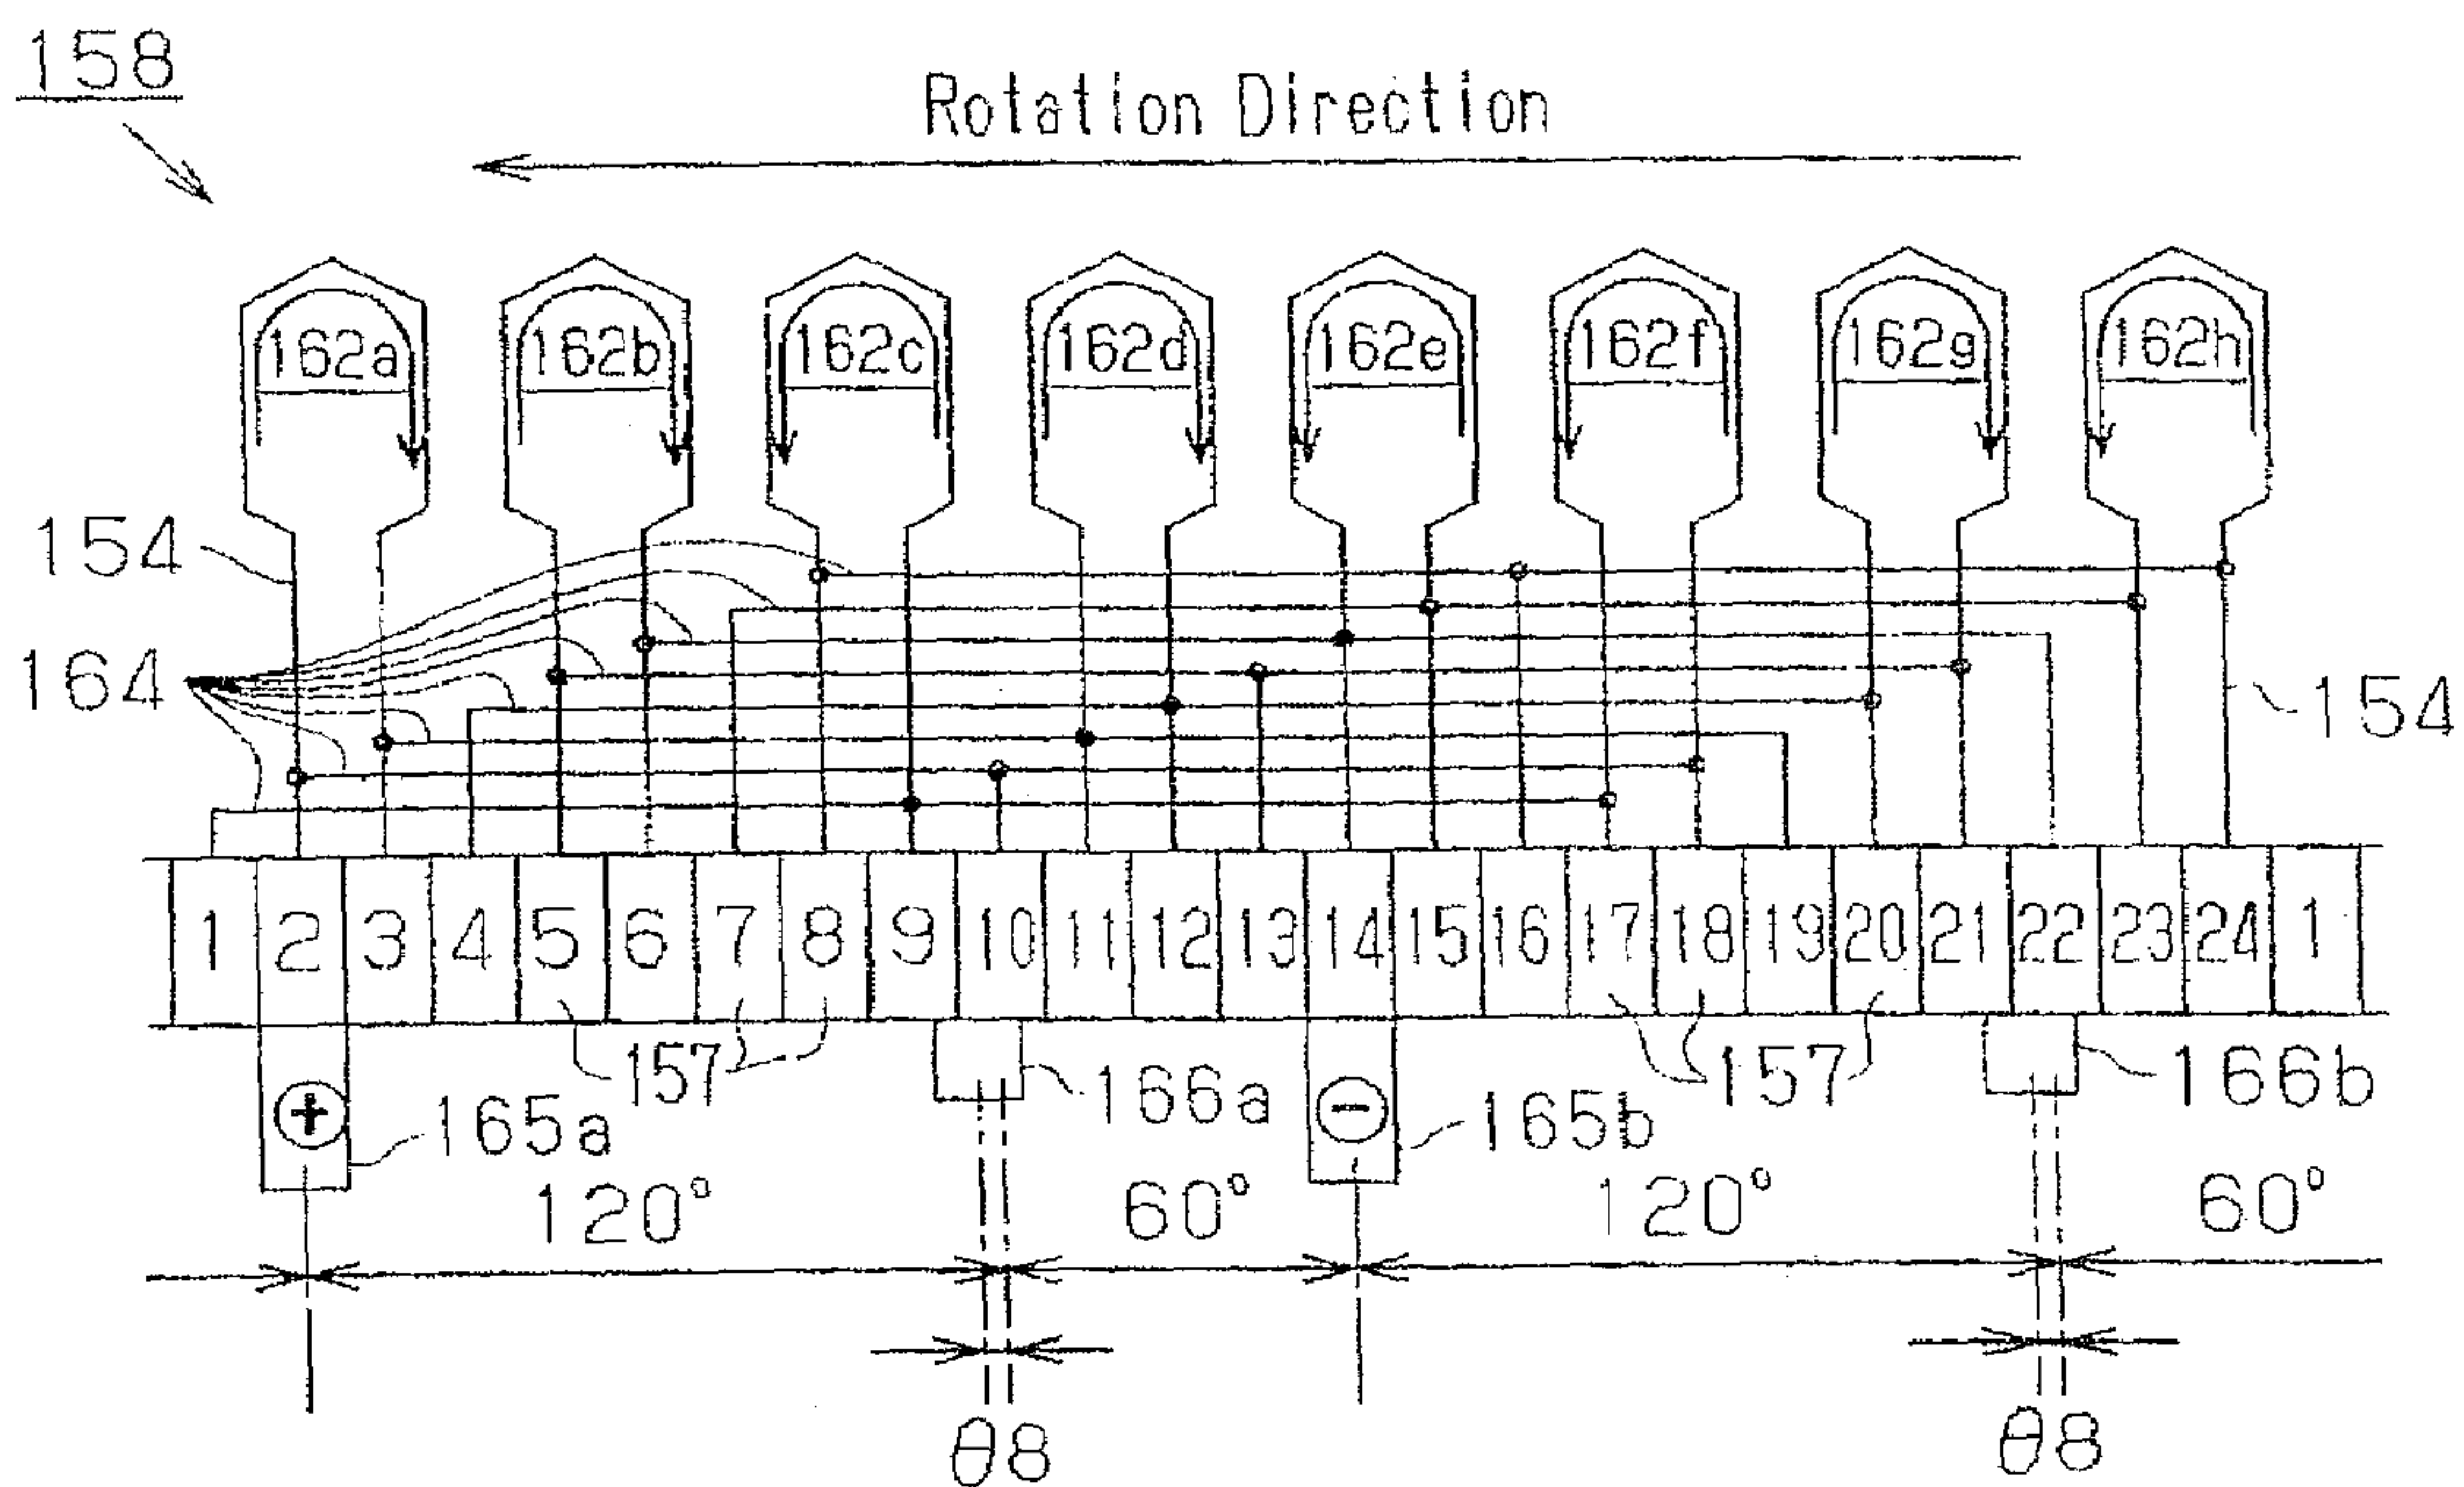 158
Rotation Direction
162a 162b 162c 162d 162e 162f 162g 162h
154
164
154
1 2 3 4 5 6 7 8 9 10 11 12 13 14 15 16 17 18 19 20 21 22 23 24 1
157 166a 157 166b
+ 165a − 165b
120° 60° 120° 60°
θ8 θ8